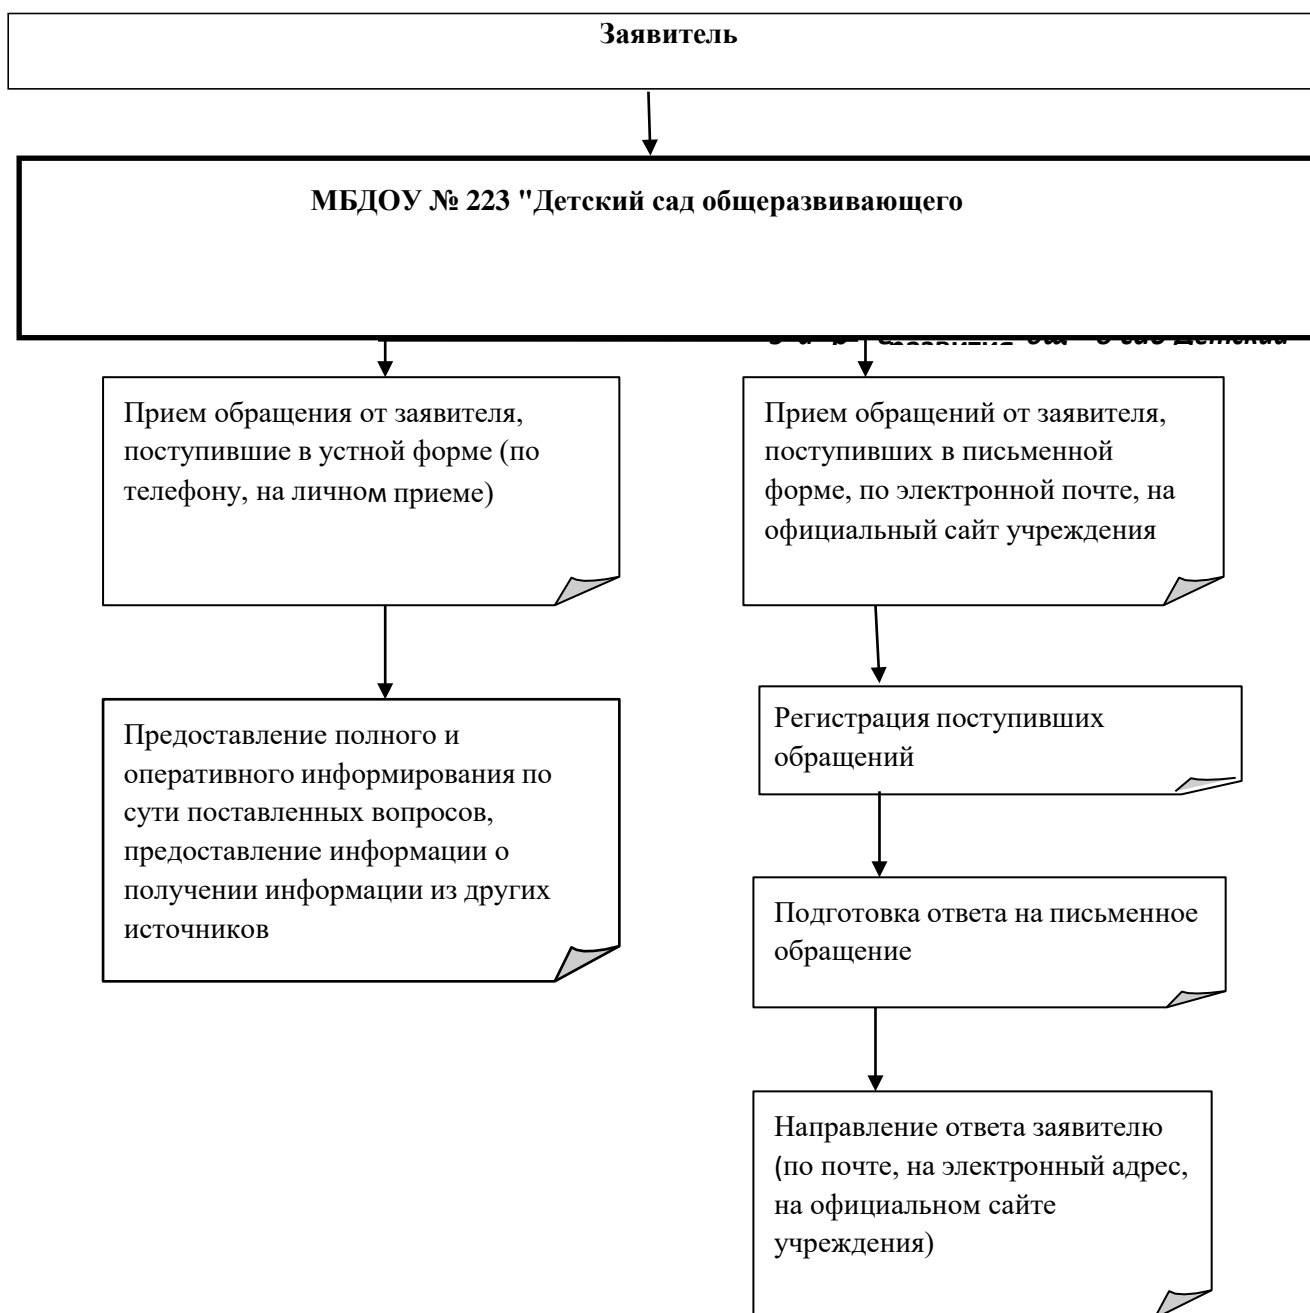 Заявитель
МБДОУ № 223 "Детский сад общеразвивающего
Прием обращения от заявителя,
поступившие в устной форме (по
телефону, на личном приеме)
Прием обращений от заявителя,
поступивших в письменной
форме, по электронной почте, на
официальный сайт учреждения
Предоставление полного и
оперативного информирования по
сути поставленных вопросов,
предоставление информации о
получении информации из других
источников
Регистрация поступивших
обращений
Подготовка ответа на письменное
обращение
Направление ответа заявителю
(по почте, на электронный адрес,
на официальном сайте
учреждения)